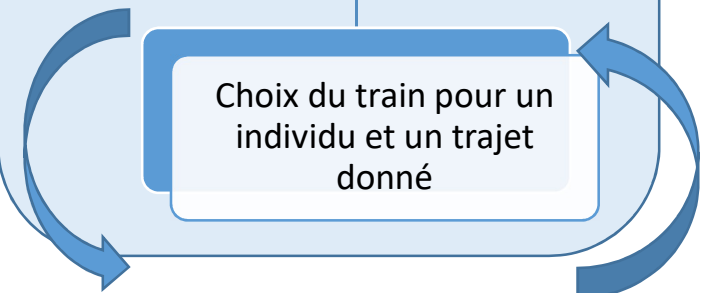 Choix du train pour un
individu et un trajet
donné